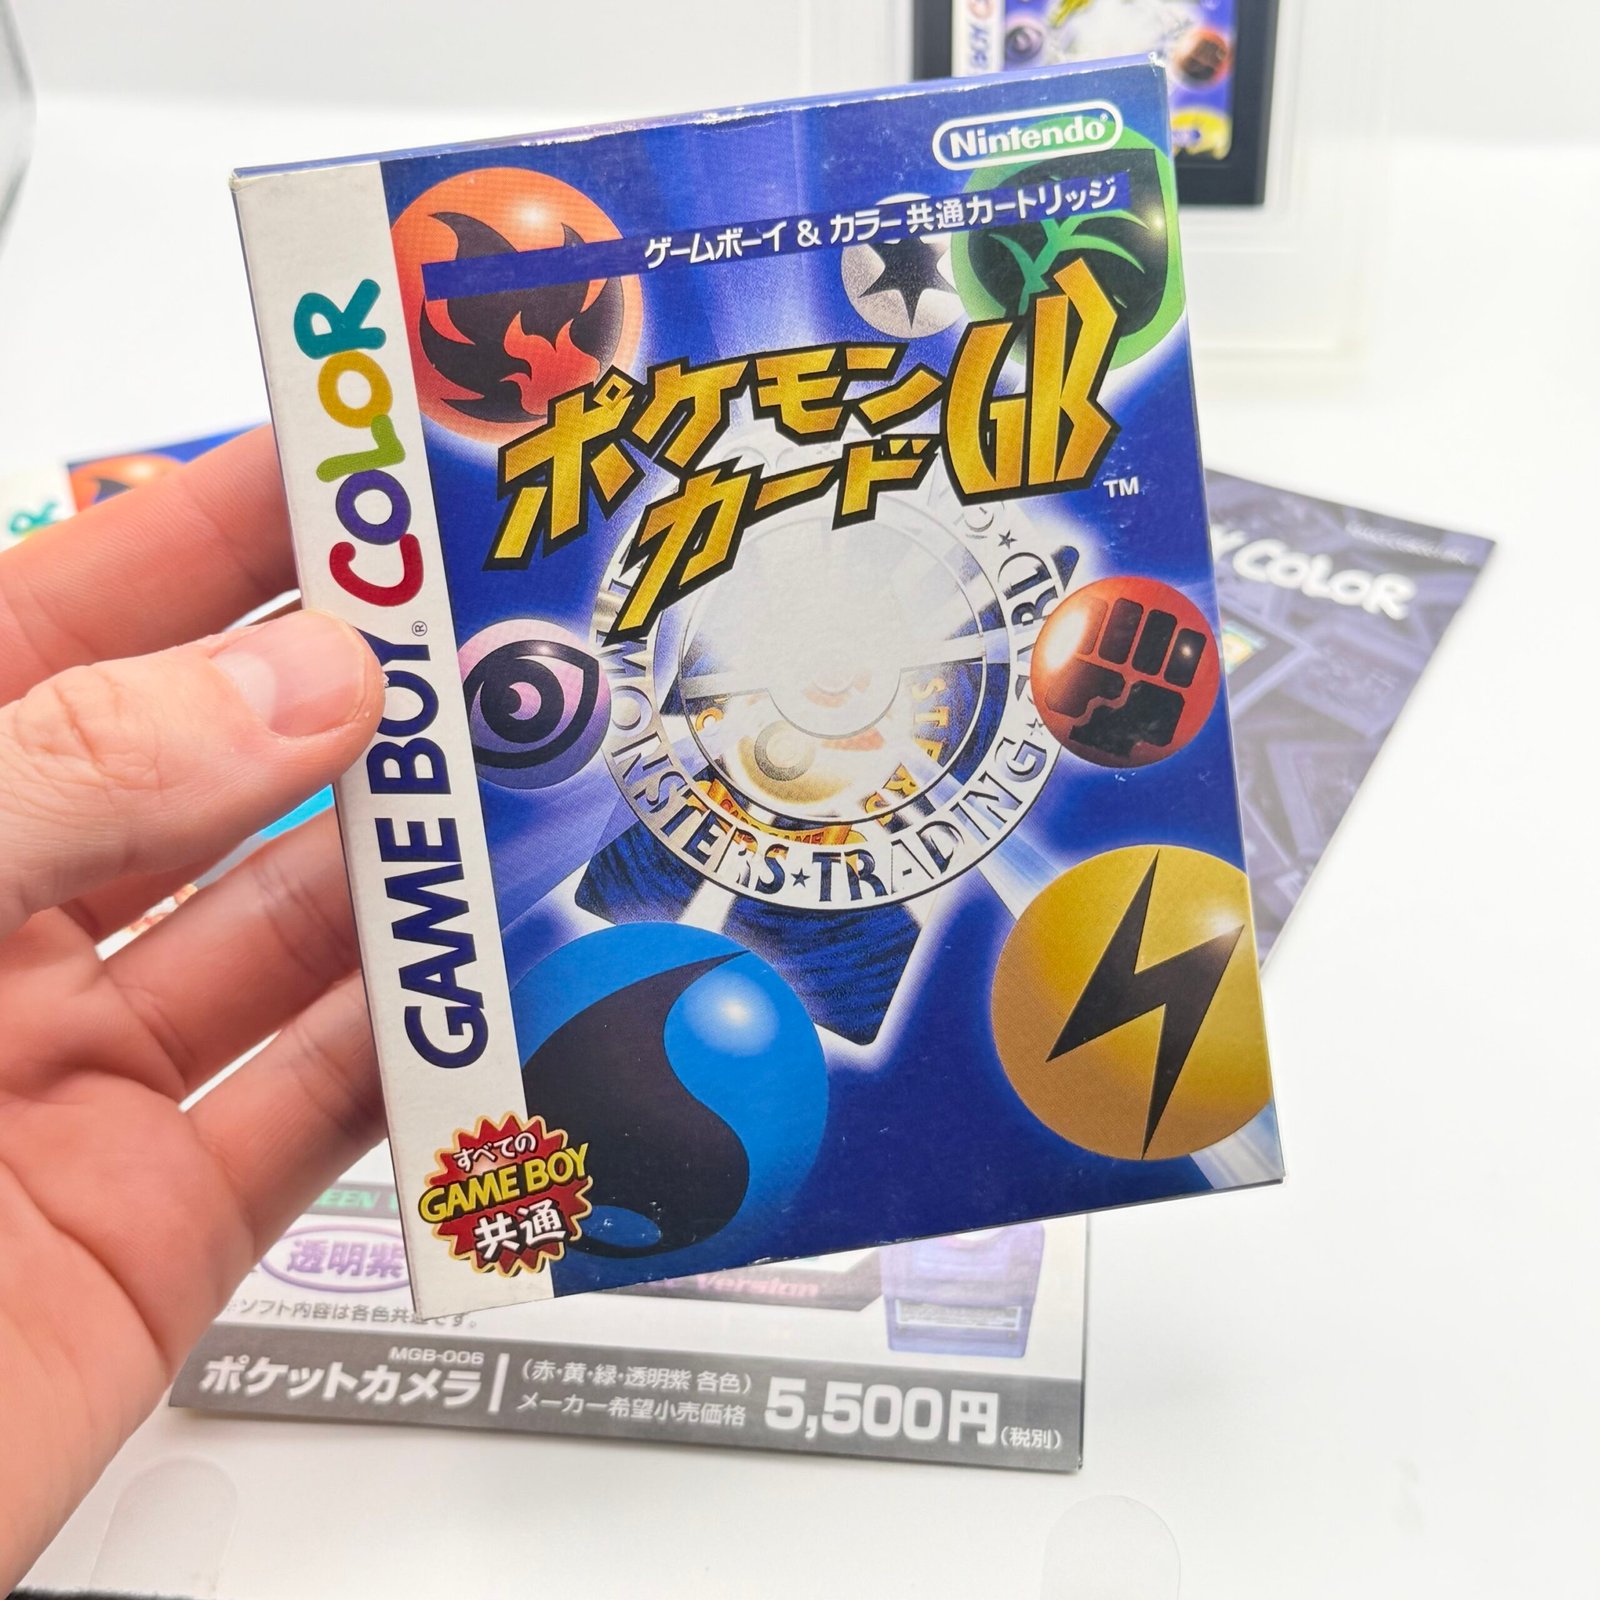 Nintendo
ゲームボーイ & カラー共通カートリッジ
ポケモン
カードGB
TM
GAME BOY® COLOR
MONSTERS★TRADING★CARD★G
STARS
すべての
GAME BOY
共通
Y COLOR
BOY C
透明紫
Version
※ソフト内容は各色共通です。
MGB-006
ポケットカメラ
(赤・黄・緑・透明紫 各色)
メーカー希望小売価格 5,500円(税別)